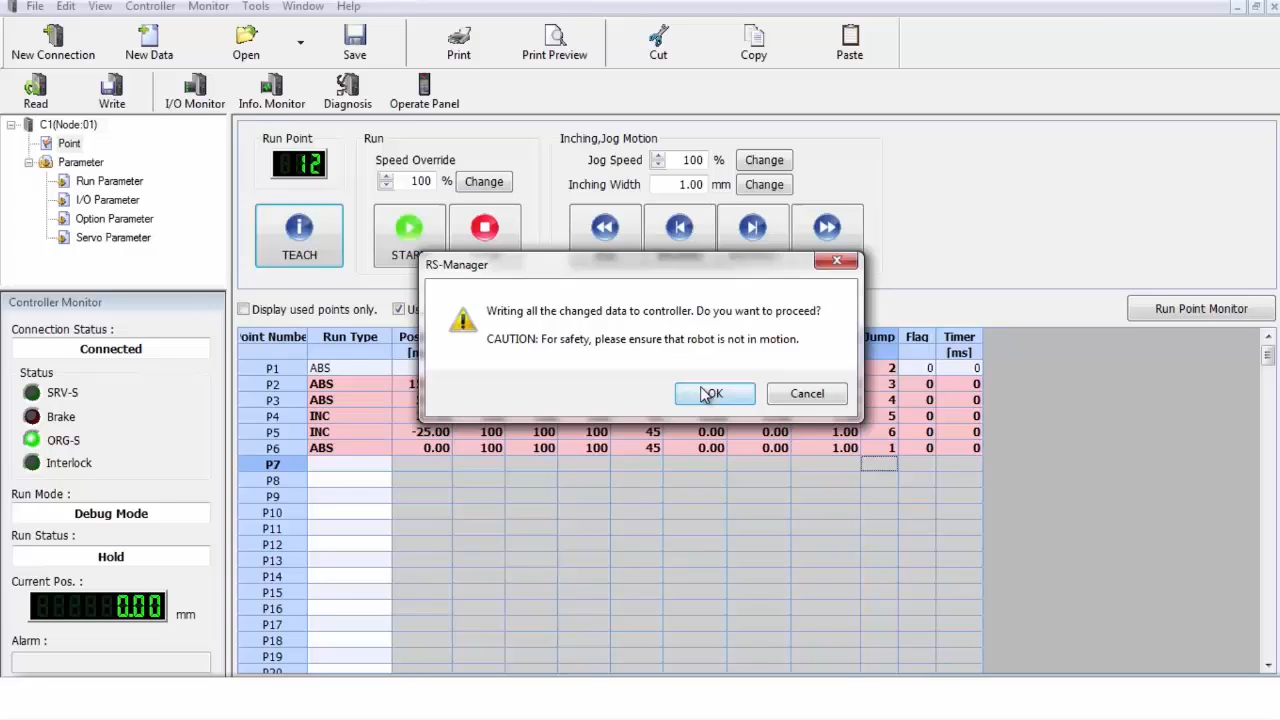 File Edit View Controller Monitor Tools Window Help
New Connection New Data Open Save Print Print Preview Cut Copy Paste
Read Write I/O Monitor Info. Monitor Diagnosis Operate Panel
C1(Node:01)
Point
Parameter
Run Parameter
I/O Parameter
Option Parameter
Servo Parameter
Run Point
12
TEACH
Run
Speed Override
100 % Change
Inching,Jog Motion
Jog Speed 100 % Change
Inching Width 1.00 mm Change
RS-Manager
Writing all the changed data to controller. Do you want to proceed?
CAUTION: For safety, please ensure that robot is not in motion.
OK Cancel
Controller Monitor
Connection Status :
Connected
Status
SRV-S
Brake
ORG-S
Interlock
Run Mode :
Debug Mode
Run Status :
Hold
Current Pos. :
0.00 mm
Alarm :
Display used points only.
Run Point Monitor
Run Type Jump Flag Timer
[ms]
P1 ABS 2 0 0
P2 ABS 3 0 0
P3 ABS 4 0 0
P4 INC 5 0 0
P5 INC -25.00 100 100 100 45 0.00 0.00 1.00 6 0 0
P6 ABS 0.00 100 100 100 45 0.00 0.00 1.00 1 0 0
P7
P8
P9
P10
P11
P12
P13
P14
P15
P16
P17
P18
P19
P20